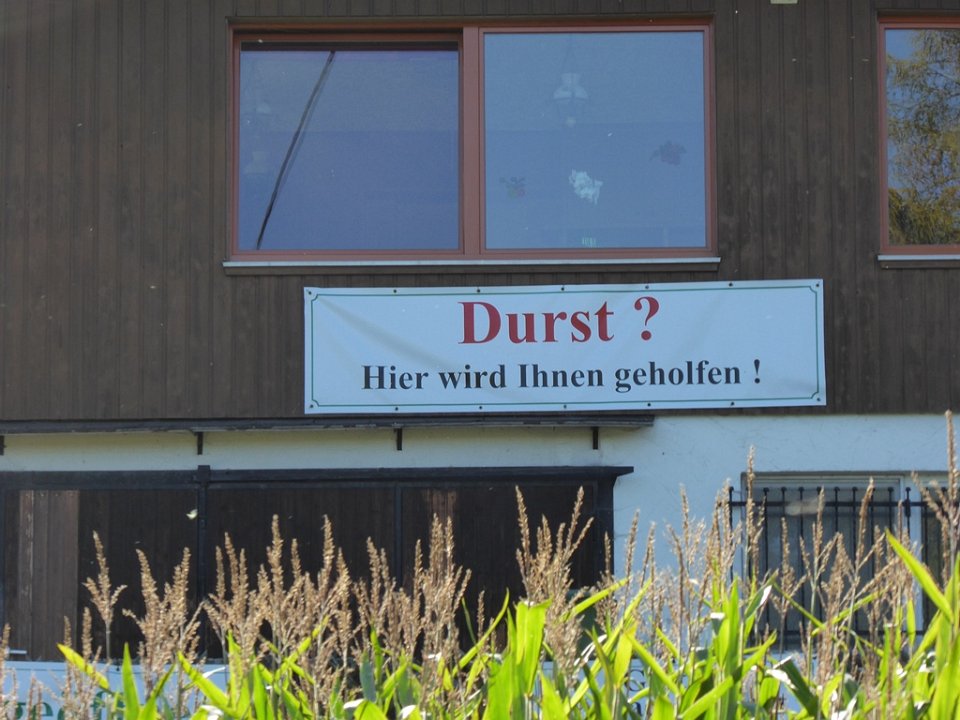 Durst ?
Hier wird Ihnen geholfen !